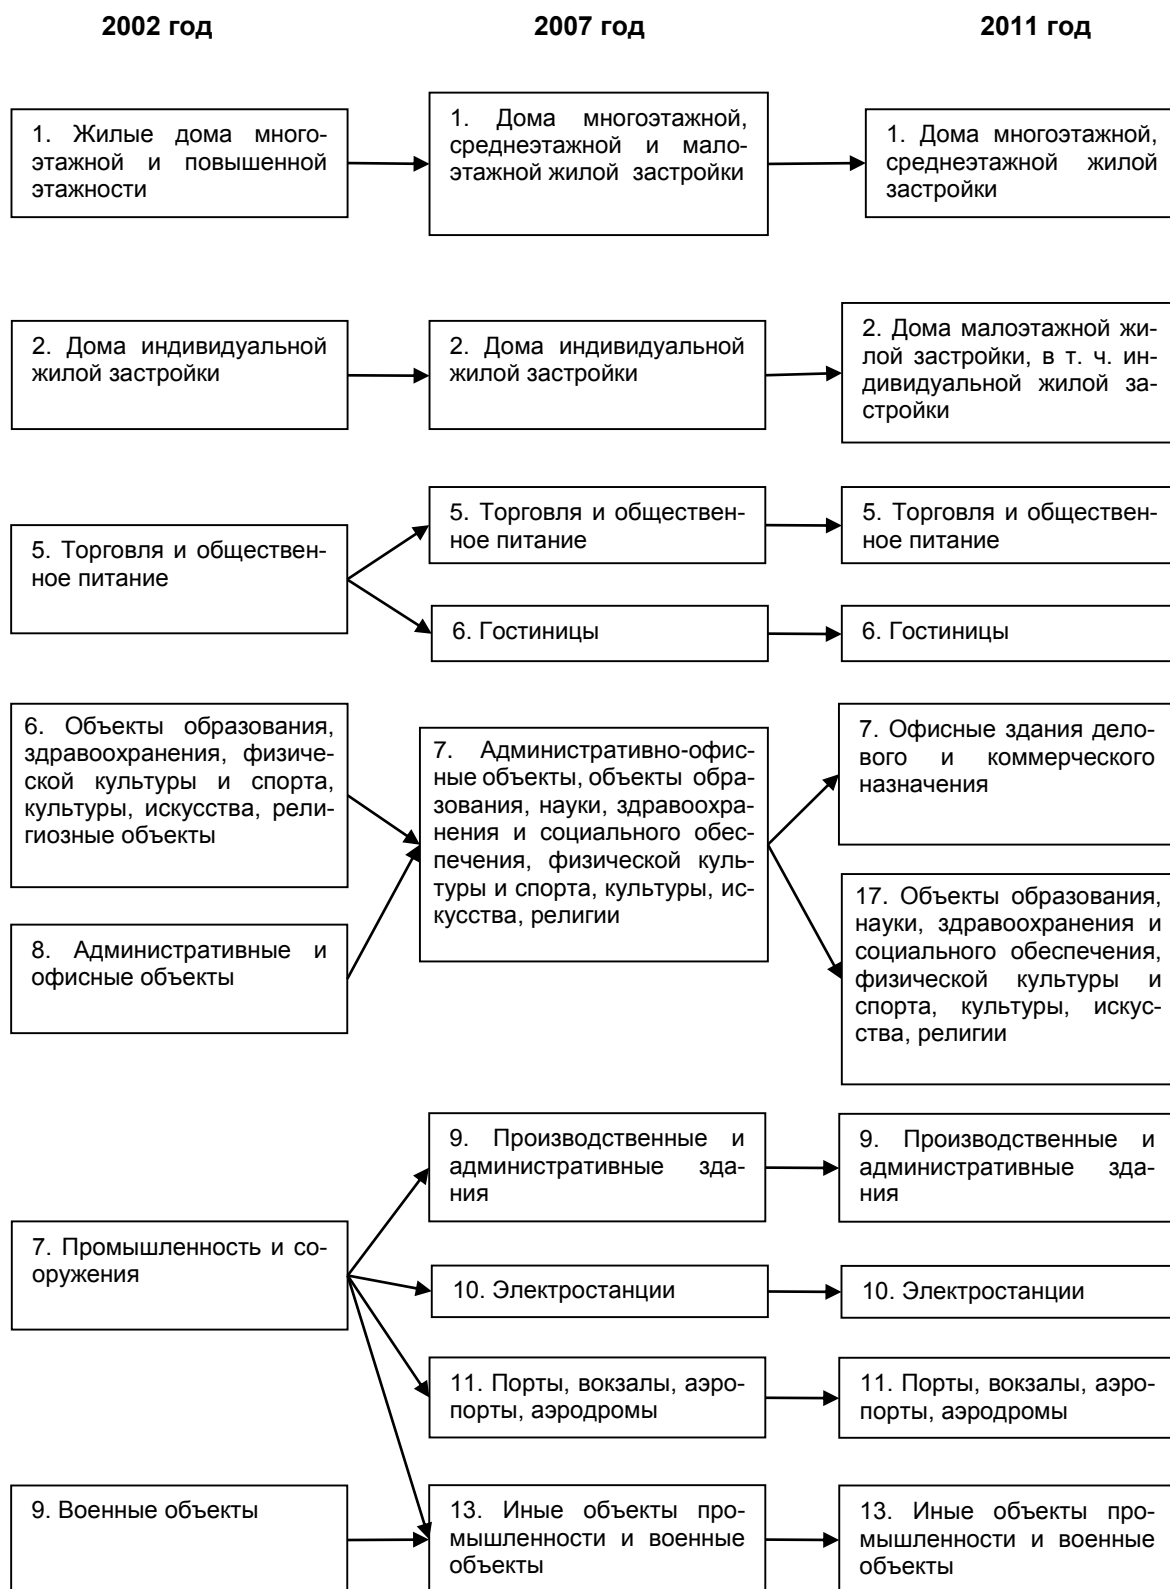 2002 год
2007 год
2011 год
1. Жилые дома много-
этажной и повышенной
этажности
1. Дома многоэтажной,
среднеэтажной и мало-
этажной жилой застройки
1. Дома многоэтажной,
среднеэтажной жилой
застройки
2. Дома индивидуальной
жилой застройки
2. Дома индивидуальной
жилой застройки
2. Дома малоэтажной жи-
лой застройки, в т. ч. ин-
дивидуальной жилой за-
стройки
5. Торговля и обществен-
ное питание
5. Торговля и обществен-
ное питание
5. Торговля и обществен-
ное питание
6. Гостиницы
6. Гостиницы
6. Объекты образования,
здравоохранения, физиче-
ской культуры и спорта,
культуры, искусства, рели-
гиозные объекты
8. Административные и
офисные объекты
7. Административно-офис-
ные объекты, объекты обра-
зования, науки, здравоохра-
нения и социального обес-
печения, физической куль-
туры и спорта, культуры, ис-
кусства, религии
7. Офисные здания дело-
вого и коммерческого
назначения
17. Объекты образования,
науки, здравоохранения и
социального обеспечения,
физической культуры и
спорта, культуры, искус-
ства, религии
7. Промышленность и со-
оружения
9. Производственные и
административные зда-
ния
9. Производственные и
административные зда-
ния
10. Электростанции
10. Электростанции
11. Порты, вокзалы, аэро-
порты, аэродромы
11. Порты, вокзалы, аэро-
порты, аэродромы
9. Военные объекты
13. Иные объекты про-
мышленности и военные
объекты
13. Иные объекты про-
мышленности и военные
объекты